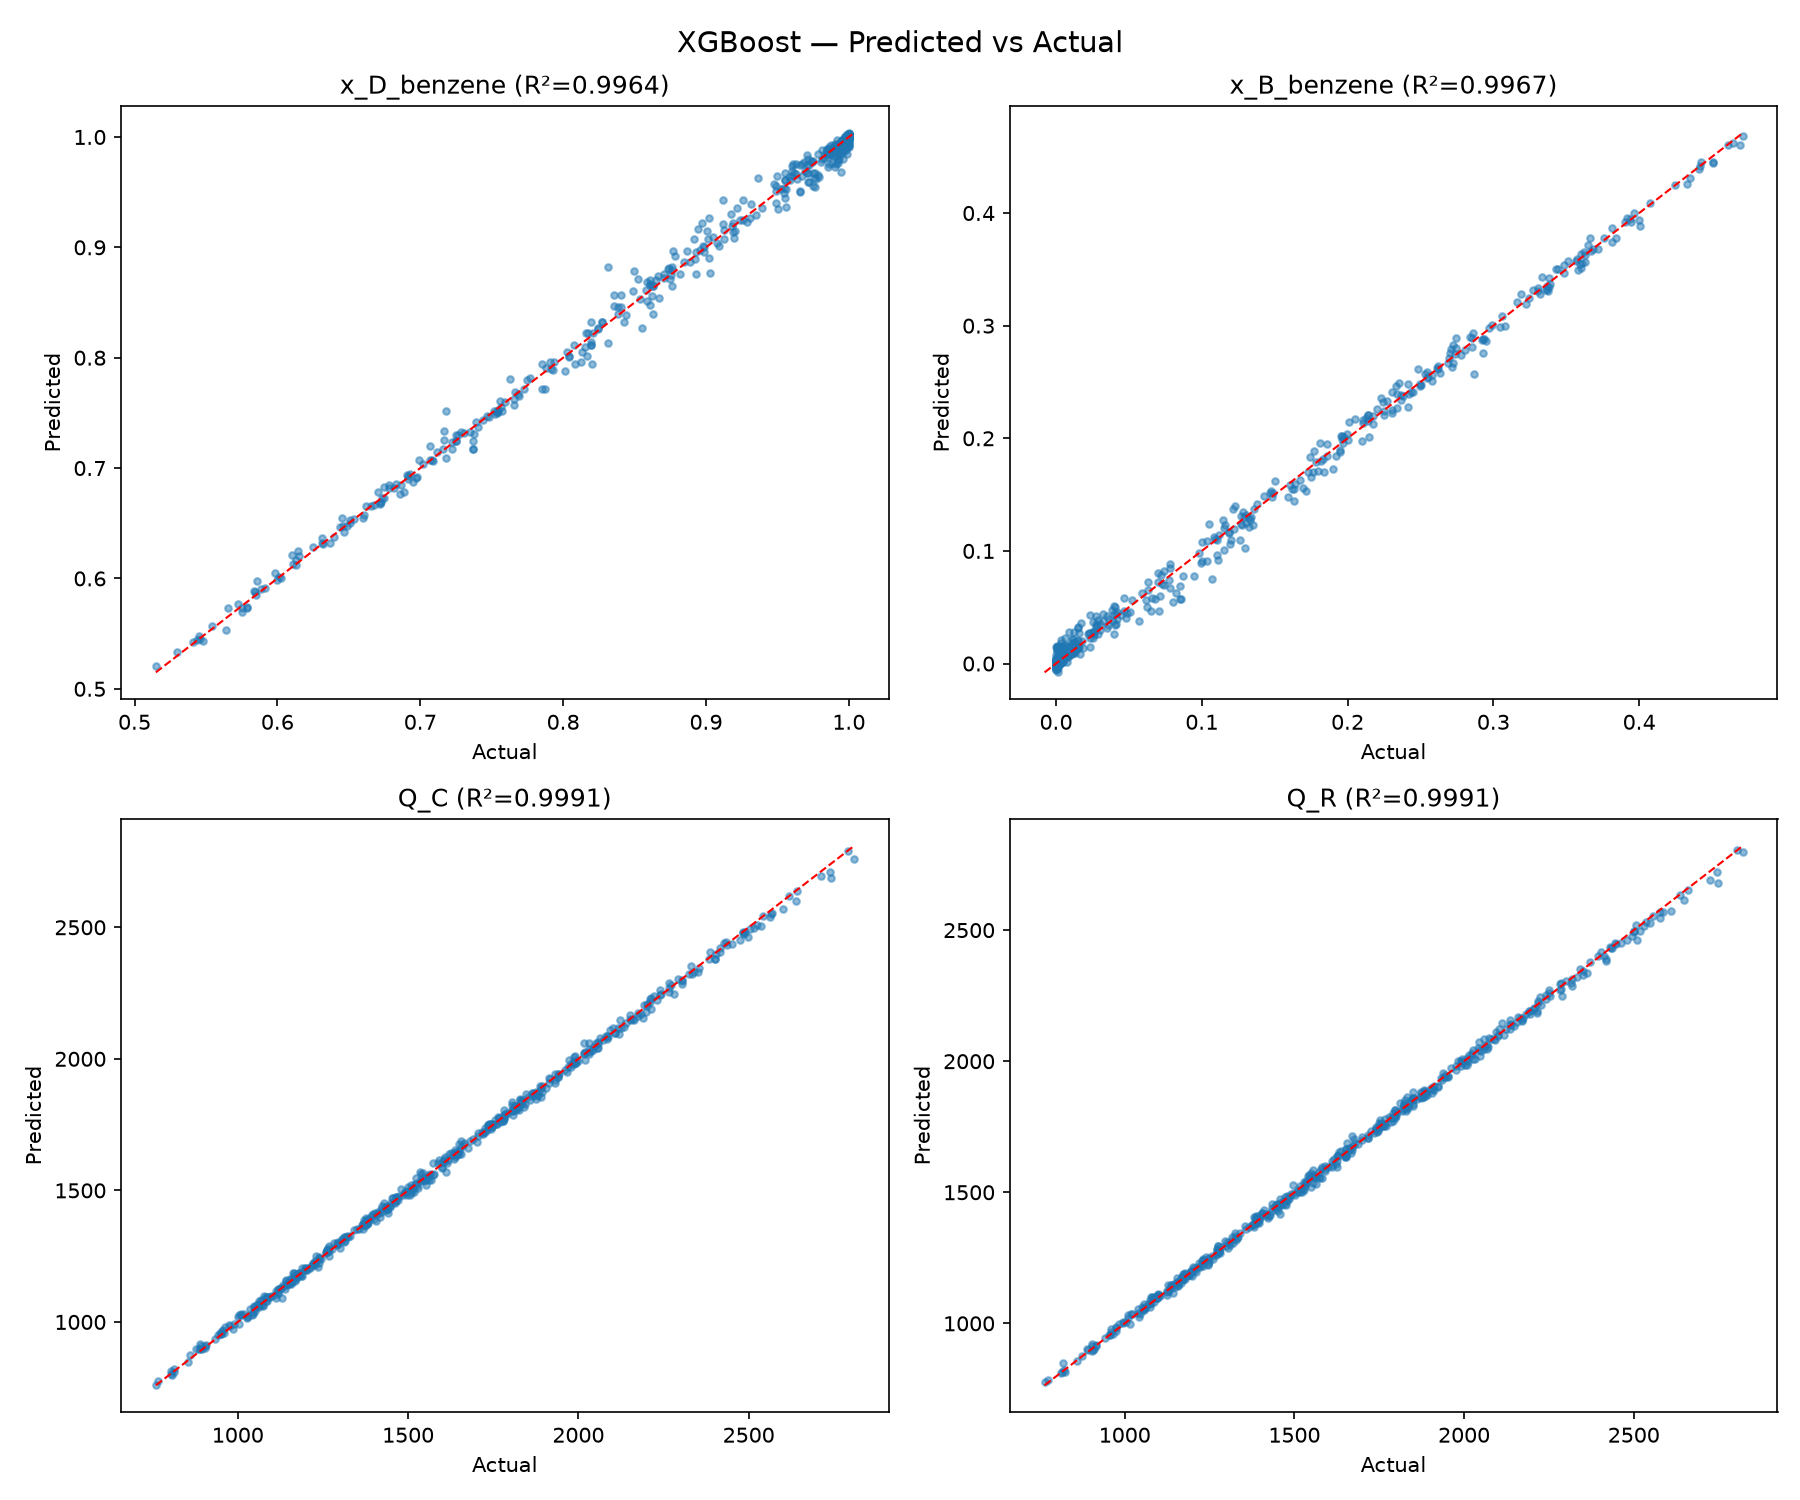 XGBoost — Predicted vs Actual
x_D_benzene (R²=0.9964)
1.0
0.9
0.8
0.7
0.6
0.5
Predicted
0.5 0.6 0.7 0.8 0.9 1.0
Actual
x_B_benzene (R²=0.9967)
0.4
0.3
0.2
0.1
0.0
Predicted
0.0 0.1 0.2 0.3 0.4
Actual
Q_C (R²=0.9991)
2500
2000
1500
1000
Predicted
1000 1500 2000 2500
Actual
Q_R (R²=0.9991)
2500
2000
1500
1000
Predicted
1000 1500 2000 2500
Actual